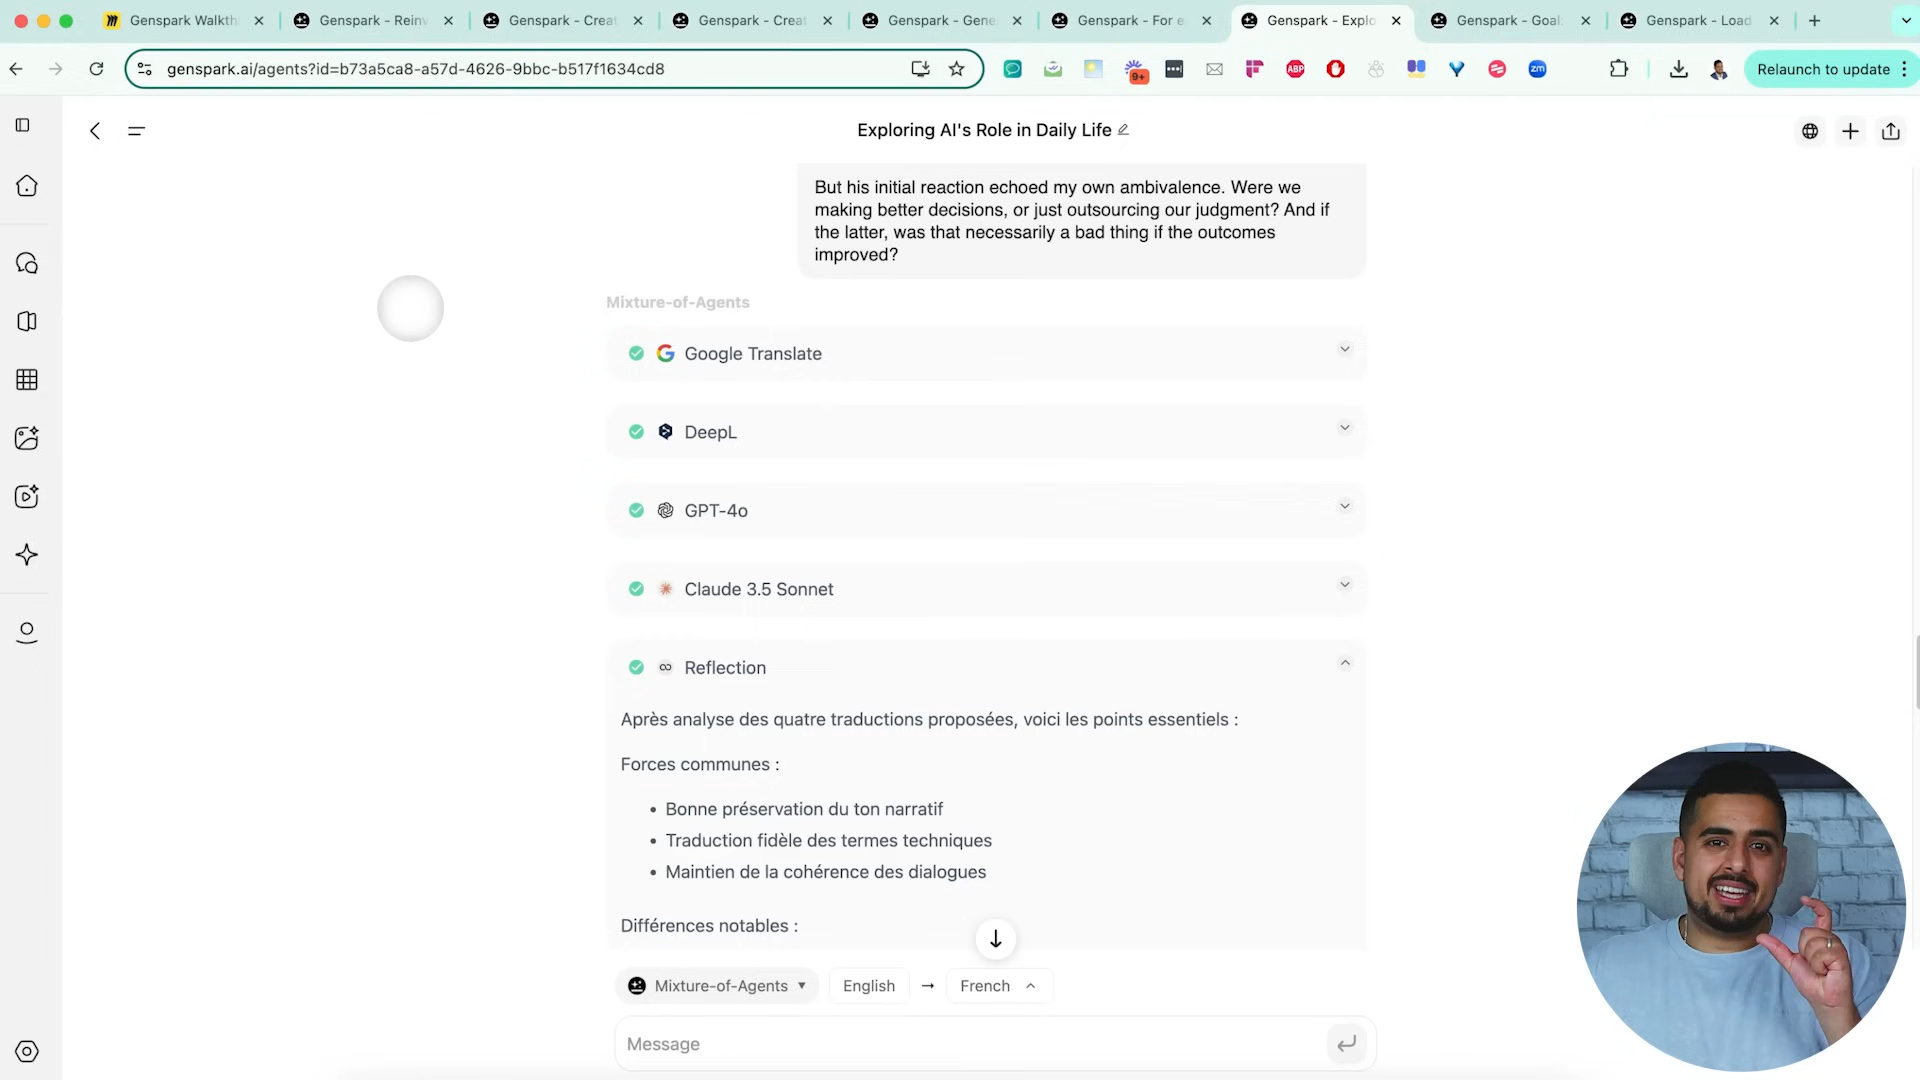 Genspark Walkth
Genspark - Reinv
Genspark - Creat
Genspark - Creat
Genspark - Gene
Genspark - For e
Genspark - Explo
Genspark - Goal:
Genspark - Load
genspark.ai/agents?id=b73a5ca8-a57d-4626-9bbc-b517f1634cd8
9+
ABP
zm
Relaunch to update
Exploring AI's Role in Daily Life
But his initial reaction echoed my own ambivalence. Were we
making better decisions, or just outsourcing our judgment? And if
the latter, was that necessarily a bad thing if the outcomes
improved?
Mixture-of-Agents
Google Translate
DeepL
GPT-4o
Claude 3.5 Sonnet
Reflection
Après analyse des quatre traductions proposées, voici les points essentiels :
Forces communes :
• Bonne préservation du ton narratif
• Traduction fidèle des termes techniques
• Maintien de la cohérence des dialogues
Différences notables :
Mixture-of-Agents English → French
Message